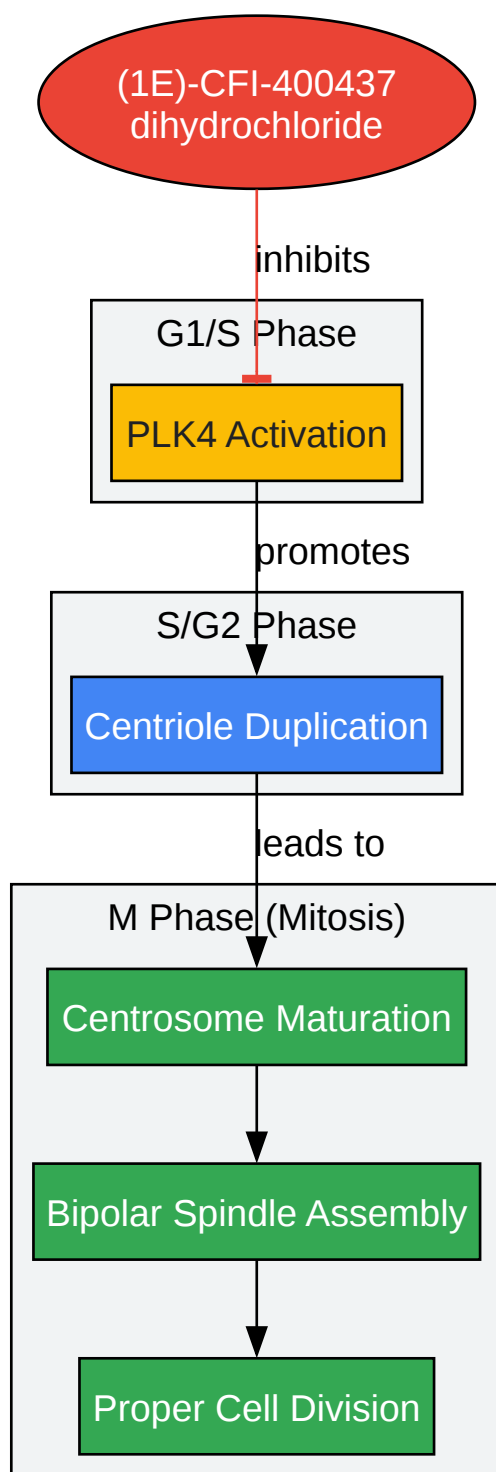 (1E)-CFI-400437
dihydrochloride
inhibits
G1/S Phase
PLK4 Activation
promotes
S/G2 Phase
Centriole Duplication
leads to
M Phase (Mitosis)
Centrosome Maturation
Bipolar Spindle Assembly
Proper Cell Division